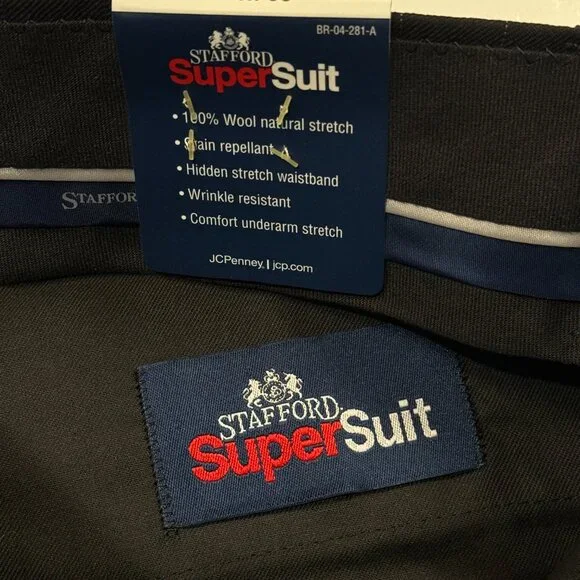 BR-04-281-A
STAFFORD
SuperSuit
• 100% Wool natural stretch
• Stain repellant
• Hidden stretch waistband
• Wrinkle resistant
• Comfort underarm stretch
JCPenney | jcp.com
STAFFOR
STAFFORD
SuperSuit